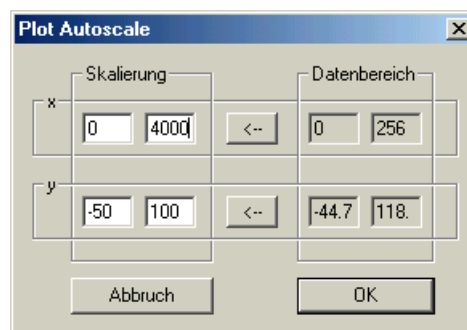 Plot Autoscale
Skalierung Datenbereich
x
0 4000 <-- 0 256
y
-50 100 <-- -44.7 118.
Abbruch OK